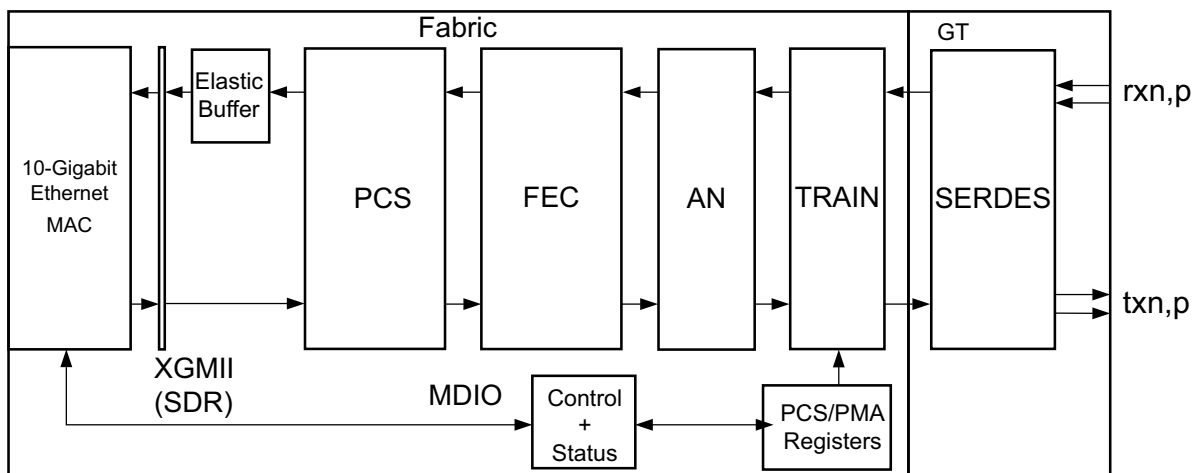 Fabric
GT
Elastic
Buffer
rxn,p
10-Gigabit
Ethernet
MAC
PCS
FEC
AN
TRAIN
SERDES
txn,p
XGMII
(SDR)
MDIO
Control
+
Status
PCS/PMA
Registers